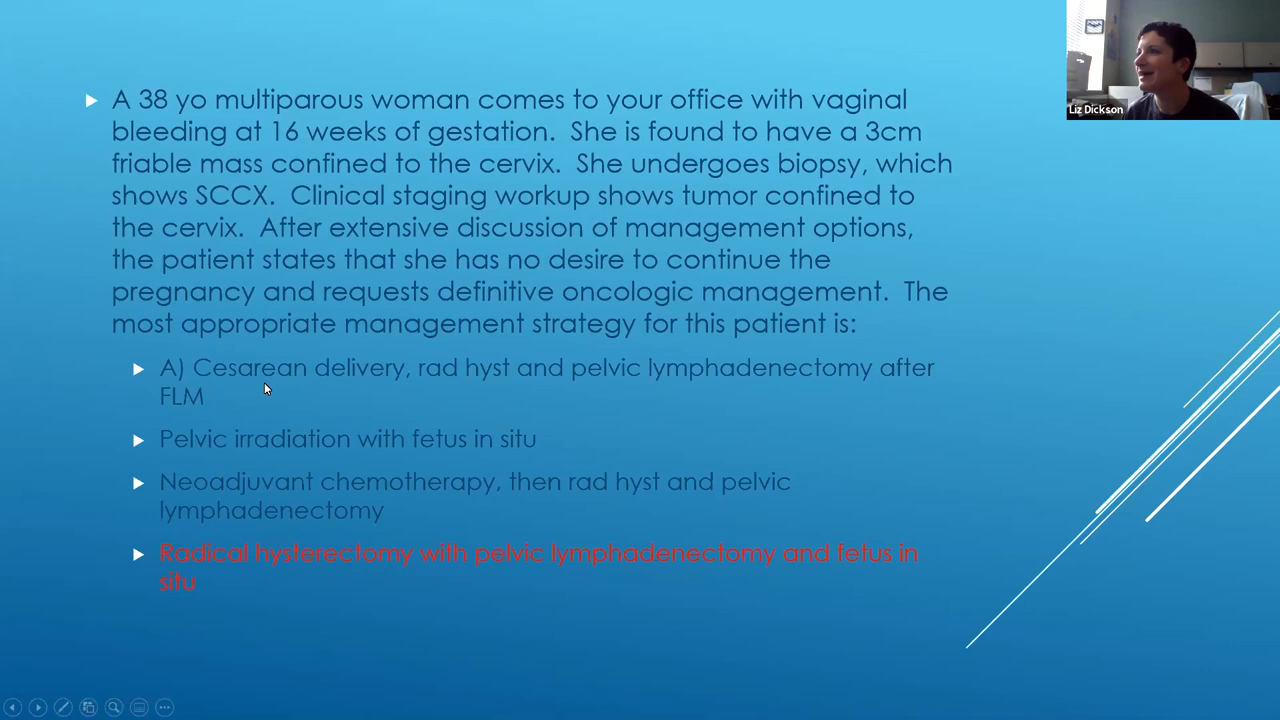 A 38 yo multiparous woman comes to your office with vaginal
bleeding at 16 weeks of gestation.  She is found to have a 3cm
friable mass confined to the cervix.  She undergoes biopsy, which
shows SCCX.  Clinical staging workup shows tumor confined to
the cervix.  After extensive discussion of management options,
the patient states that she has no desire to continue the
pregnancy and requests definitive oncologic management.  The
most appropriate management strategy for this patient is:
A) Cesarean delivery, rad hyst and pelvic lymphadenectomy after
FLM
Pelvic irradiation with fetus in situ
Neoadjuvant chemotherapy, then rad hyst and pelvic
lymphadenectomy
Radical hysterectomy with pelvic lymphadenectomy and fetus in
situ
Liz Dickson